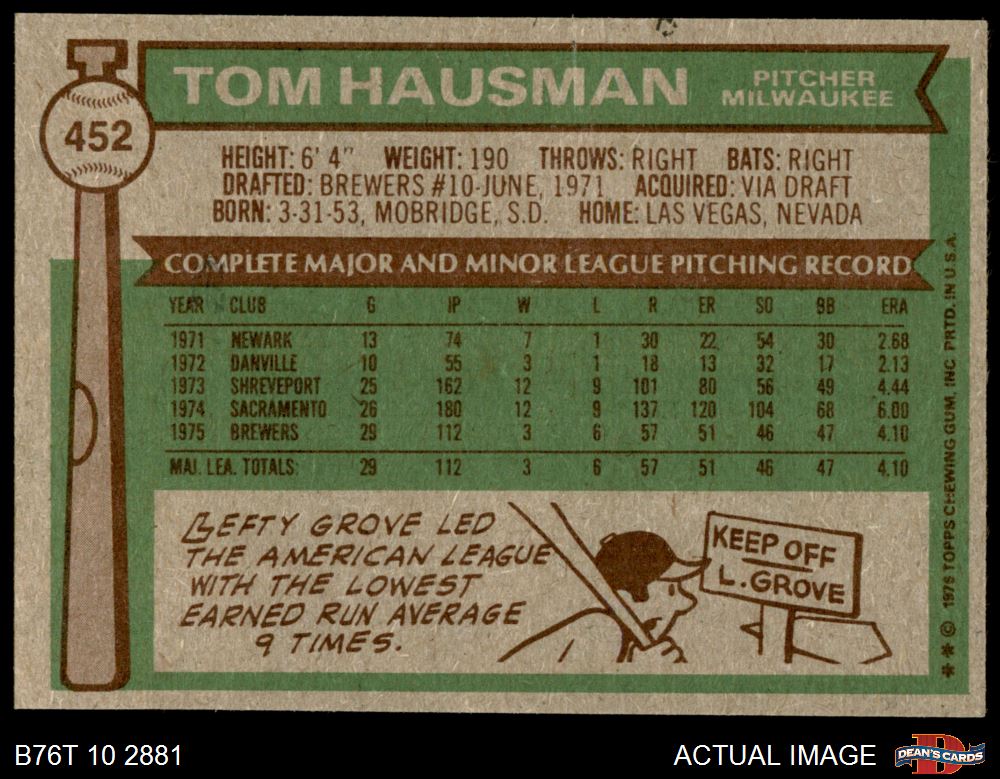 TOM HAUSMAN
PITCHER
MILWAUKEE
452
HEIGHT: 6' 4" WEIGHT: 190 THROWS: RIGHT BATS: RIGHT
DRAFTED: BREWERS #10-JUNE, 1971 ACQUIRED: VIA DRAFT
BORN: 3-31-53, MOBRIDGE, S.D. HOME: LAS VEGAS, NEVADA
COMPLETE MAJOR AND MINOR LEAGUE PITCHING RECORD
YEAR CLUB G IP W L R ER SO BB ERA
1971 NEWARK 13 74 7 1 30 22 54 30 2.68
1972 DANVILLE 10 55 3 1 18 13 32 17 2.13
1973 SHREVEPORT 25 162 12 9 101 80 56 49 4.44
1974 SACRAMENTO 26 180 12 9 137 120 104 68 6.00
1975 BREWERS 29 112 3 6 57 51 46 47 4.10
MAJ. LEA. TOTALS: 29 112 3 6 57 51 46 47 4.10
LEFTY GROVE LED
THE AMERICAN LEAGUE
WITH THE LOWEST
EARNED RUN AVERAGE
9 TIMES.
KEEP OFF
L. GROVE
** © 1976 TOPPS CHEWING GUM, INC. PRTD. IN U.S.A.
B76T 10 2881
ACTUAL IMAGE
DEAN'S CARDS